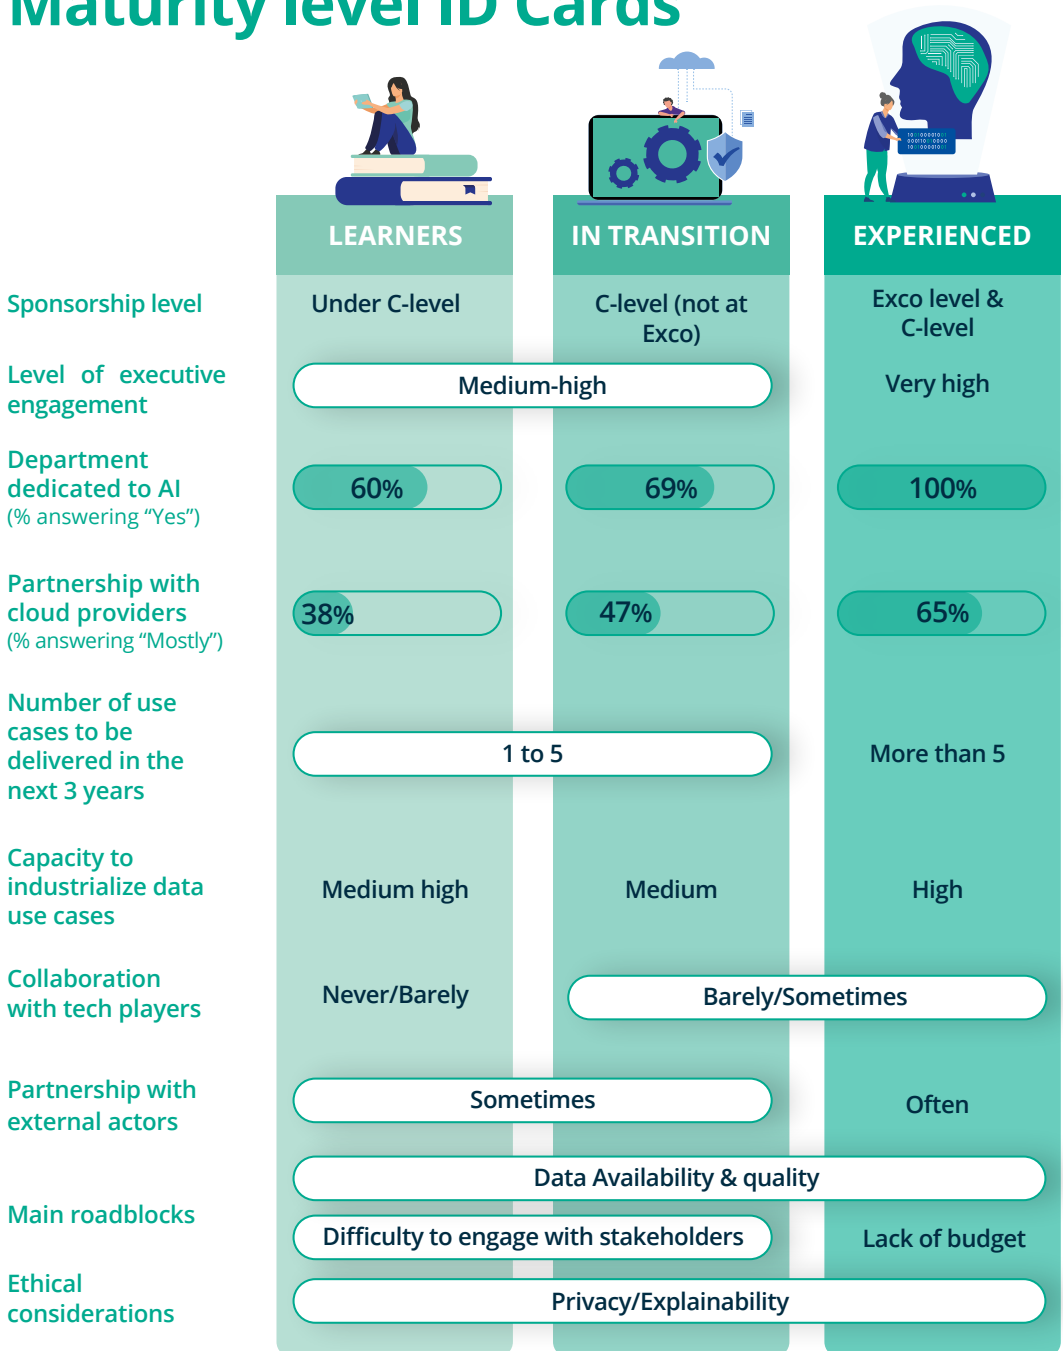 Maturity level ID Cards
LEARNERS
IN TRANSITION
EXPERIENCED
Sponsorship level
Under C-level
C-level (not at
Exco)
Exco level &
C-level
Level of executive
engagement
Medium-high
Very high
Department
dedicated to AI
(% answering “Yes”)
60%
69%
100%
Partnership with
cloud providers
(% answering “Mostly”)
38%
47%
65%
Number of use
cases to be
delivered in the
next 3 years
1 to 5
More than 5
Capacity to
industrialize data
use cases
Medium high
Medium
High
Collaboration
with tech players
Never/Barely
Barely/Sometimes
Partnership with
external actors
Sometimes
Often
Main roadblocks
Data Availability & quality
Difficulty to engage with stakeholders
Lack of budget
Ethical
considerations
Privacy/Explainability